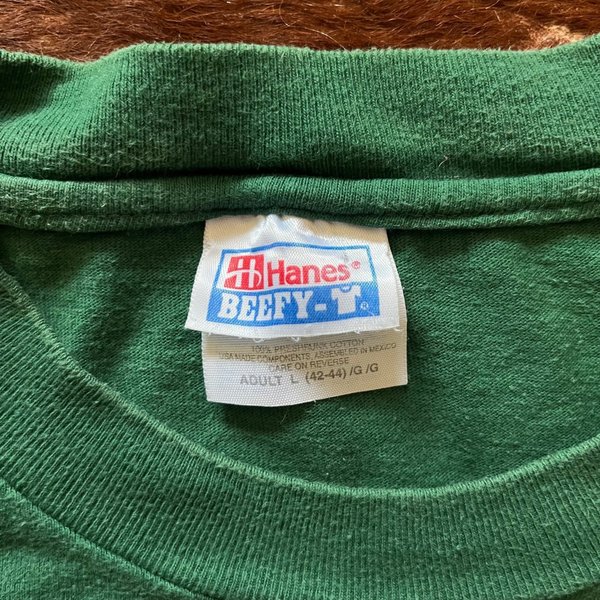 H Hanes®
BEEFY-T®
100% PRESHRUNK COTTON
USA MADE COMPONENTS, ASSEMBLED IN MEXICO
CARE ON REVERSE
ADULT L (42-44)/G/G